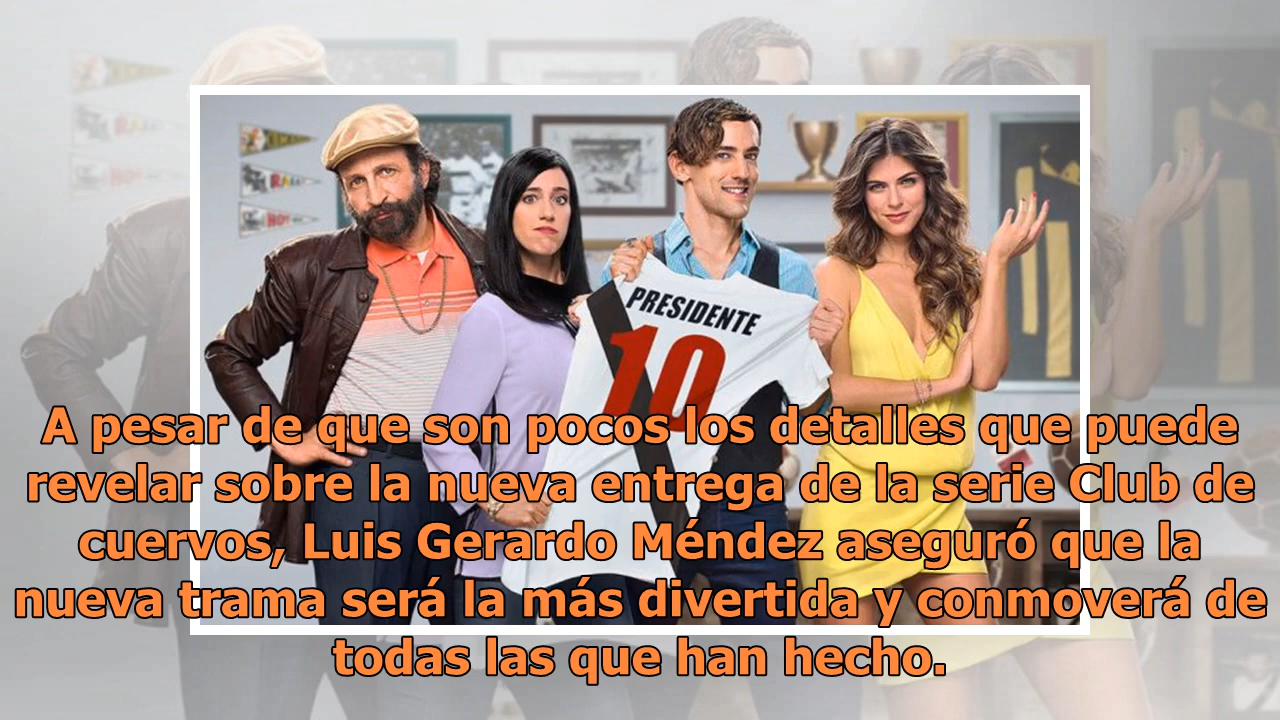 PRESIDENTE
10
A pesar de que son pocos los detalles que puede
revelar sobre la nueva entrega de la serie Club de
cuervos, Luis Gerardo Méndez aseguró que la
nueva trama será la más divertida y conmoverá de
todas las que han hecho.